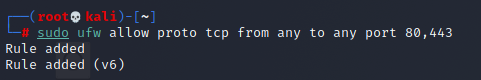 ┌──(root💀kali)-[~]
└─# sudo ufw allow proto tcp from any to any port 80,443
Rule added
Rule added (v6)